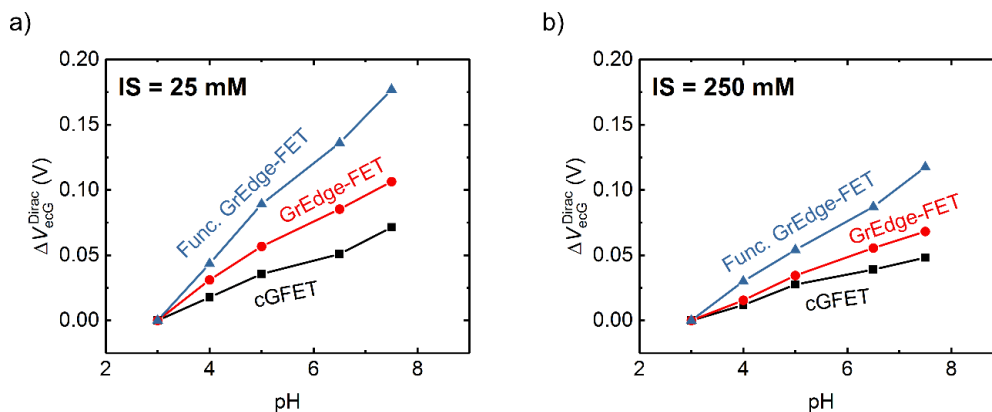 a)
IS = 25 mM
0.20
0.15
0.10
0.05
0.00
ΔV_ecG^Dirac (V)
Func. GrEdge-FET
GrEdge-FET
cGFET
2 4 6 8
pH
b)
IS = 250 mM
0.20
0.15
0.10
0.05
0.00
ΔV_ecG^Dirac (V)
Func. GrEdge-FET
GrEdge-FET
cGFET
2 4 6 8
pH